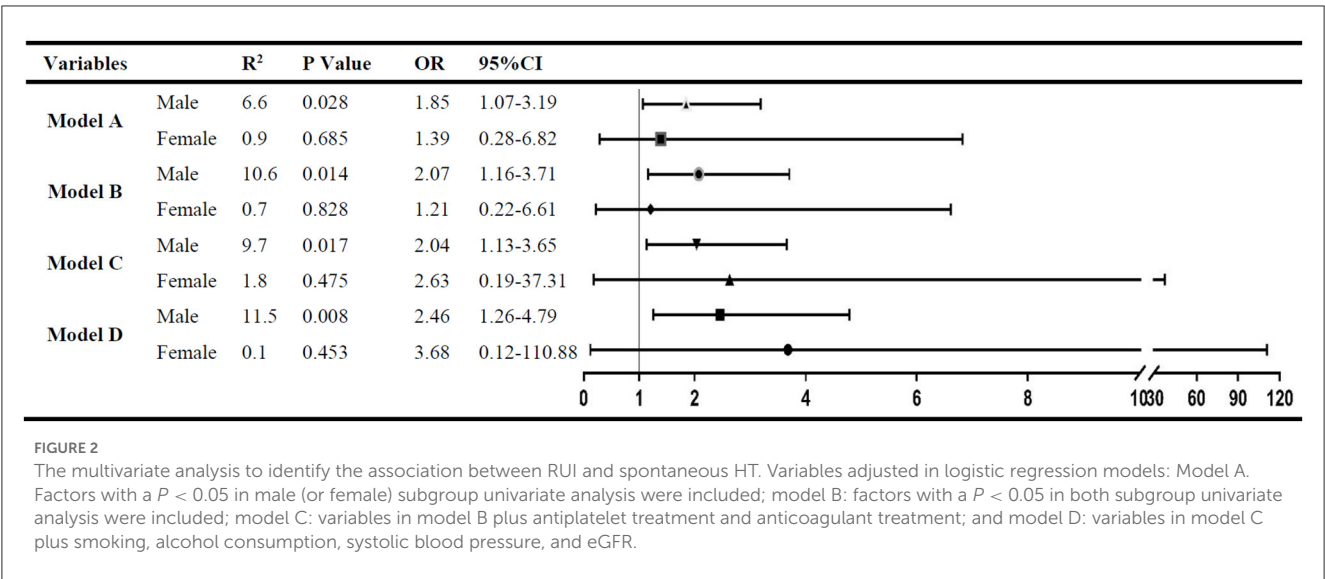 Variables R² P Value OR 95%CI
Model A
Male 6.6 0.028 1.85 1.07-3.19
Female 0.9 0.685 1.39 0.28-6.82
Model B
Male 10.6 0.014 2.07 1.16-3.71
Female 0.7 0.828 1.21 0.22-6.61
Model C
Male 9.7 0.017 2.04 1.13-3.65
Female 1.8 0.475 2.63 0.19-37.31
Model D
Male 11.5 0.008 2.46 1.26-4.79
Female 0.1 0.453 3.68 0.12-110.88
0 1 2 4 6 8 10 30 60 90 120
FIGURE 2
The multivariate analysis to identify the association between RUI and spontaneous HT. Variables adjusted in logistic regression models: Model A.
Factors with a P < 0.05 in male (or female) subgroup univariate analysis were included; model B: factors with a P < 0.05 in both subgroup univariate
analysis were included; model C: variables in model B plus antiplatelet treatment and anticoagulant treatment; and model D: variables in model C
plus smoking, alcohol consumption, systolic blood pressure, and eGFR.